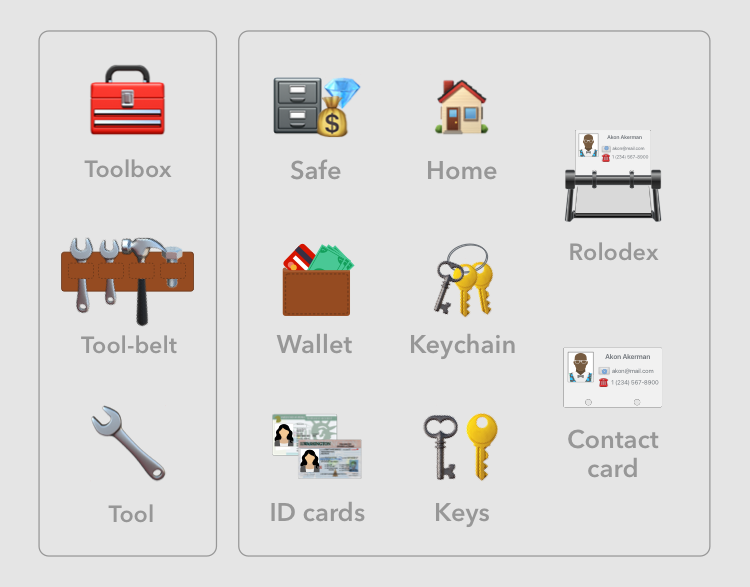 Toolbox
Tool-belt
Tool
Safe
Home
Wallet
Keychain
ID cards
Keys
Akon Akerman
akon@mail.com
1 (234) 567-8900
Rolodex
Akon Akerman
akon@mail.com
1 (234) 567-8900
Contact
card